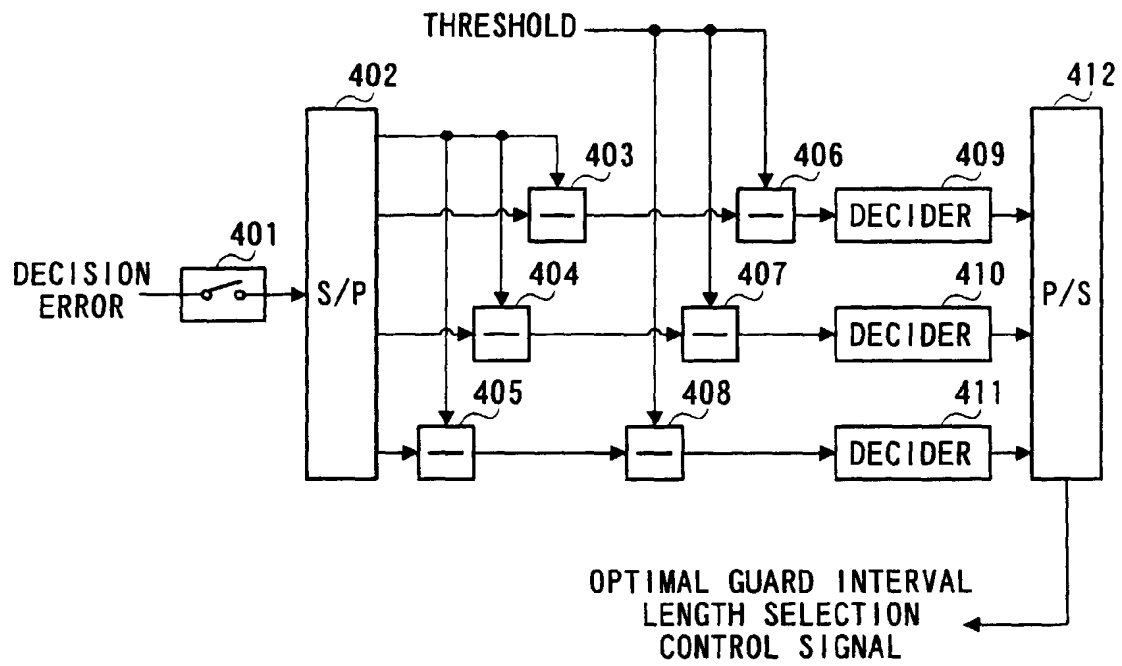 THRESHOLD
402
412
403
406
409
DECIDER
401
DECISION
ERROR
S/P
404
407
410
DECIDER
P/S
405
408
411
DECIDER
OPTIMAL GUARD INTERVAL
LENGTH SELECTION
CONTROL SIGNAL